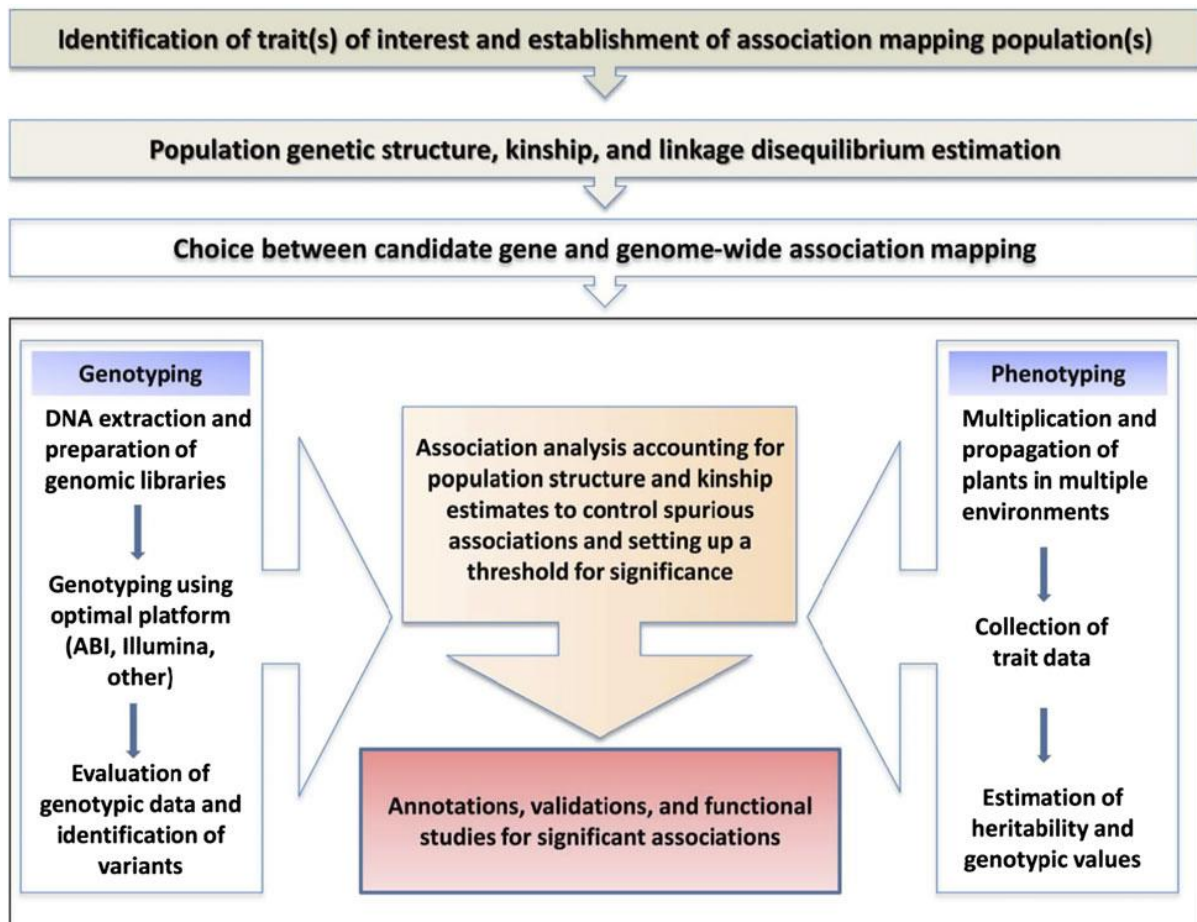 Identification of trait(s) of interest and establishment of association mapping population(s)
Population genetic structure, kinship, and linkage disequilibrium estimation
Choice between candidate gene and genome-wide association mapping
Genotyping
DNA extraction and
preparation of
genomic libraries
Genotyping using
optimal platform
(ABI, Illumina,
other)
Evaluation of
genotypic data and
identification of
variants
Association analysis accounting for
population structure and kinship
estimates to control spurious
associations and setting up a
threshold for significance
Annotations, validations, and functional
studies for significant associations
Phenotyping
Multiplication and
propagation of
plants in multiple
environments
Collection of
trait data
Estimation of
heritability and
genotypic values